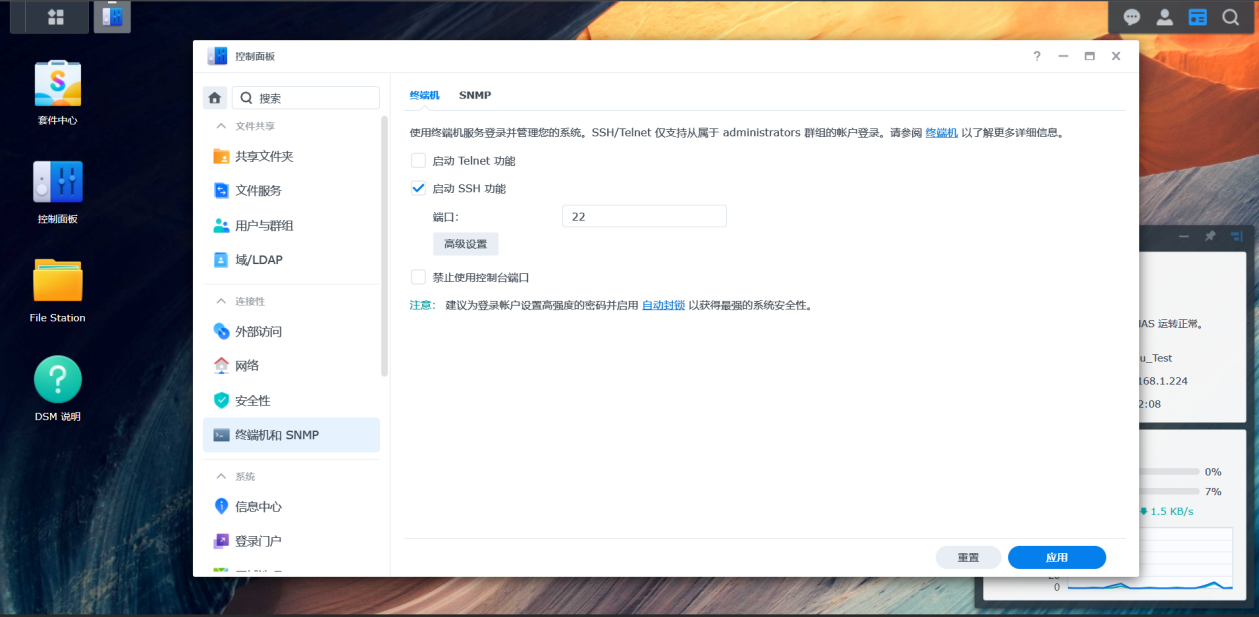 套件中心
控制面板
File Station
DSM 说明
控制面板
搜索
文件共享
共享文件夹
文件服务
用户与群组
域/LDAP
连接性
外部访问
网络
安全性
终端机和 SNMP
系统
信息中心
登录门户
终端机 SNMP
使用终端机服务登录并管理您的系统。SSH/Telnet 仅支持从属于 administrators 群组的帐户登录。请参阅 终端机 以了解更多详细信息。
启动 Telnet 功能
启动 SSH 功能
端口: 22
高级设置
禁止使用控制台端口
注意: 建议为登录帐户设置高强度的密码并启用 自动封锁 以获得最强的系统安全性。
重置 应用
NAS 运转正常。
u_Test
168.1.224
2:08
0%
7%
1.5 KB/s
0